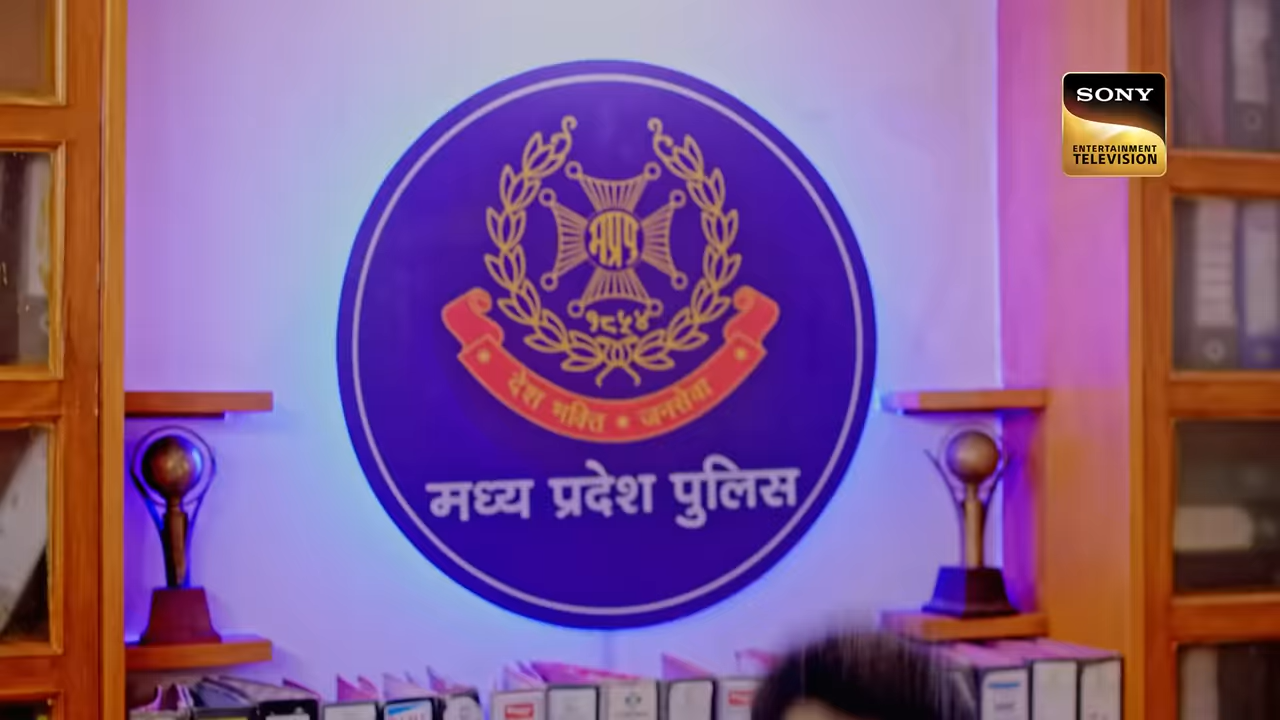 मप्रपु
१८५४
देश भक्ति * जनसेवा
मध्य प्रदेश पुलिस
SONY
ENTERTAINMENT
TELEVISION